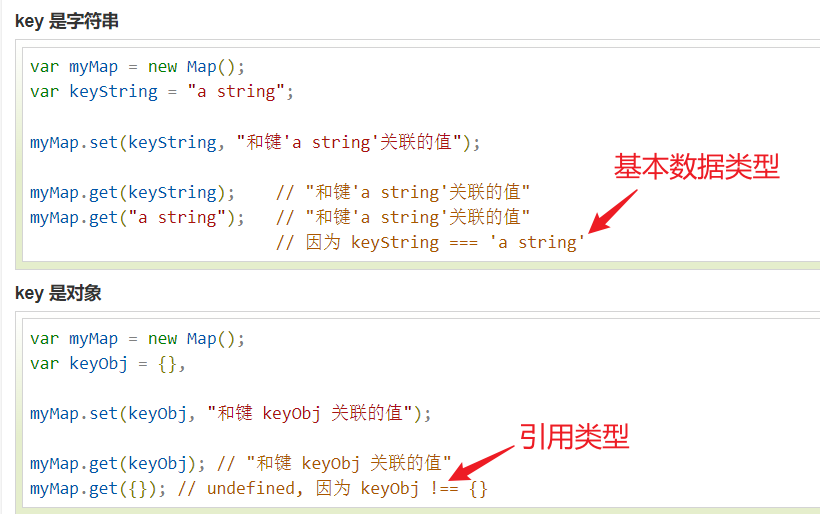 key 是字符串
var myMap = new Map();
var keyString = "a string";
myMap.set(keyString, "和键'a string'关联的值");
基本数据类型
myMap.get(keyString);    // "和键'a string'关联的值"
myMap.get("a string");   // "和键'a string'关联的值"
// 因为 keyString === 'a string'
key 是对象
var myMap = new Map();
var keyObj = {},
myMap.set(keyObj, "和键 keyObj 关联的值");
引用类型
myMap.get(keyObj); // "和键 keyObj 关联的值"
myMap.get({}); // undefined, 因为 keyObj !== {}